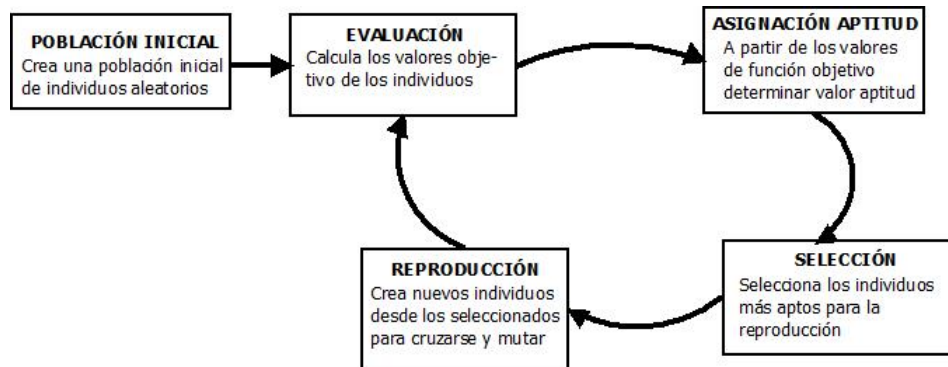 POBLACIÓN INICIAL
Crea una población inicial
de individuos aleatorios
EVALUACIÓN
Calcula los valores obje-
tivo de los individuos
ASIGNACIÓN APTITUD
A partir de los valores
de función objetivo
determinar valor aptitud
SELECCIÓN
Selecciona los individuos
más aptos para la
reproducción
REPRODUCCIÓN
Crea nuevos individuos
desde los seleccionados
para cruzarse y mutar